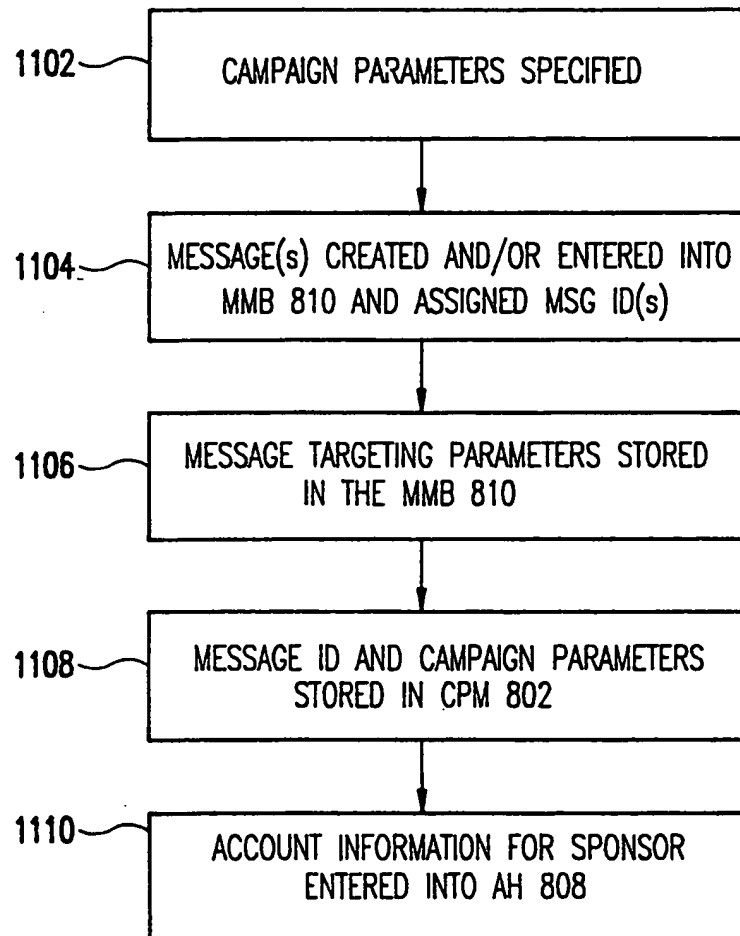 1102
CAMPAIGN PARAMETERS SPECIFIED
1104
MESSAGE(s) CREATED AND/OR ENTERED INTO
MMB 810 AND ASSIGNED MSG ID(s)
1106
MESSAGE TARGETING PARAMETERS STORED
IN THE MMB 810
1108
MESSAGE ID AND CAMPAIGN PARAMETERS
STORED IN CPM 802
1110
ACCOUNT INFORMATION FOR SPONSOR
ENTERED INTO AH 808